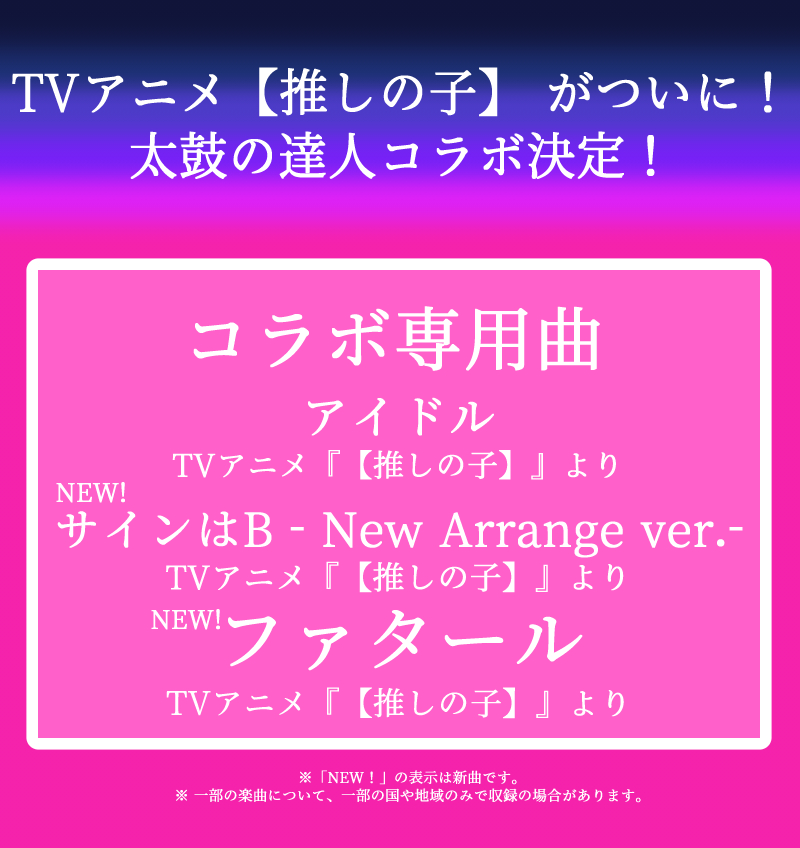 TVアニメ【推しの子】 がついに！
太鼓の達人コラボ決定！
コラボ専用曲
アイドル
TVアニメ『【推しの子】』より
NEW!
サインはB - New Arrange ver.-
TVアニメ『【推しの子】』より
NEW!ファタール
TVアニメ『【推しの子】』より
※「NEW！」の表示は新曲です。
※ 一部の楽曲について、一部の国や地域のみで収録の場合があります。